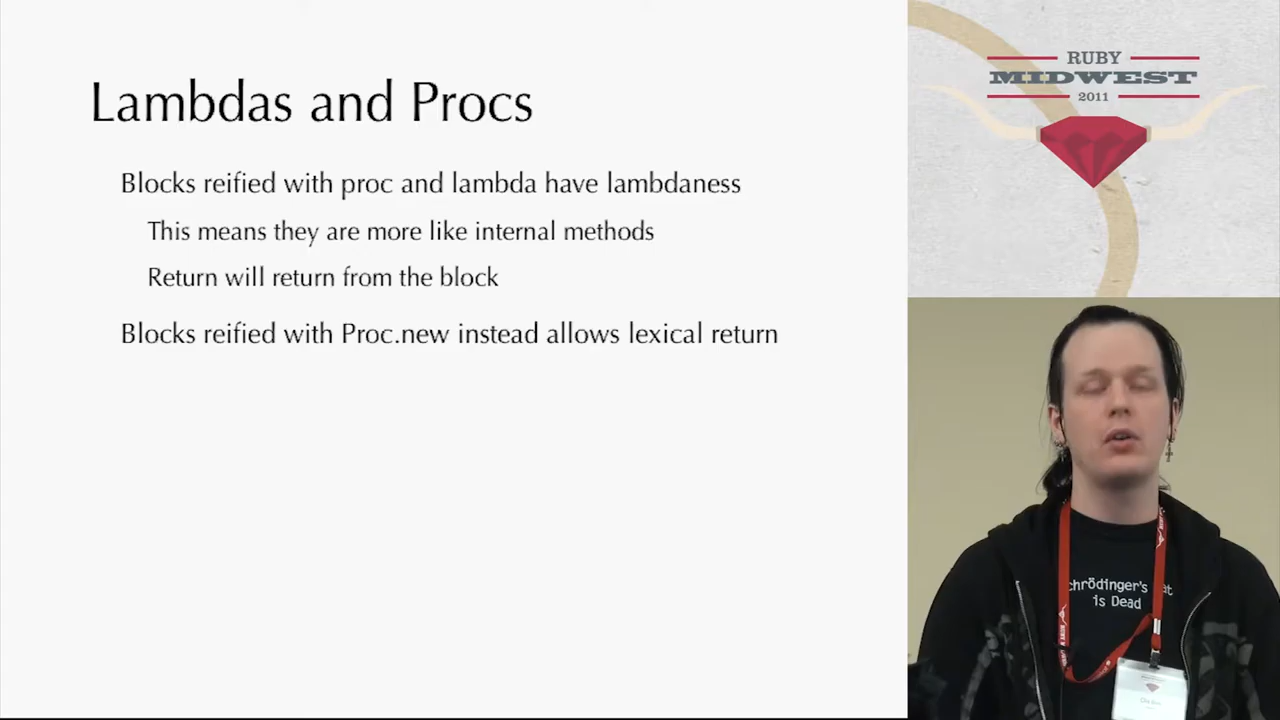 Lambdas and Procs
Blocks reified with proc and lambda have lambdaness
This means they are more like internal methods
Return will return from the block
Blocks reified with Proc.new instead allows lexical return
RUBY
MIDWEST
2011
chrödinger's at
is Dead